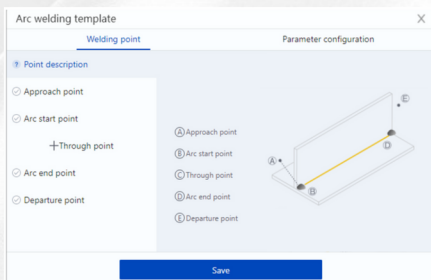 Arc welding template
X
Welding point
Parameter configuration
? Point description
Approach point
Arc start point
+Through point
Arc end point
Departure point
Ⓐ Approach point
Ⓑ Arc start point
Ⓒ Through point
Ⓓ Arc end point
Ⓔ Departure point
Ⓔ
Ⓓ
Ⓐ
Ⓑ
Save